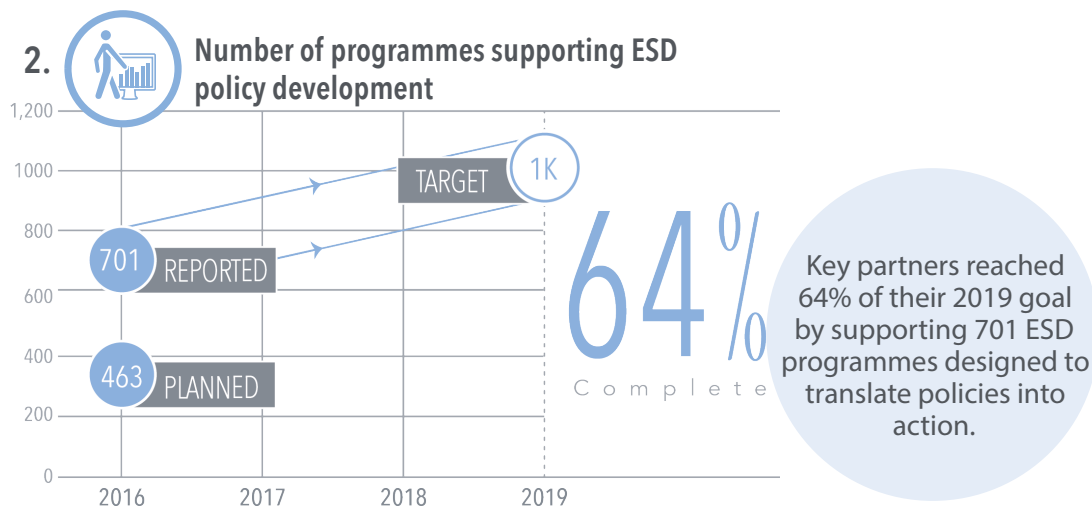 2.
Number of programmes supporting ESD
policy development
1,200
1000
800
600
400
200
0
2016
2017
2018
2019
701
REPORTED
463
PLANNED
TARGET
1K
64%
Complete
Key partners reached
64% of their 2019 goal
by supporting 701 ESD
programmes designed to
translate policies into
action.